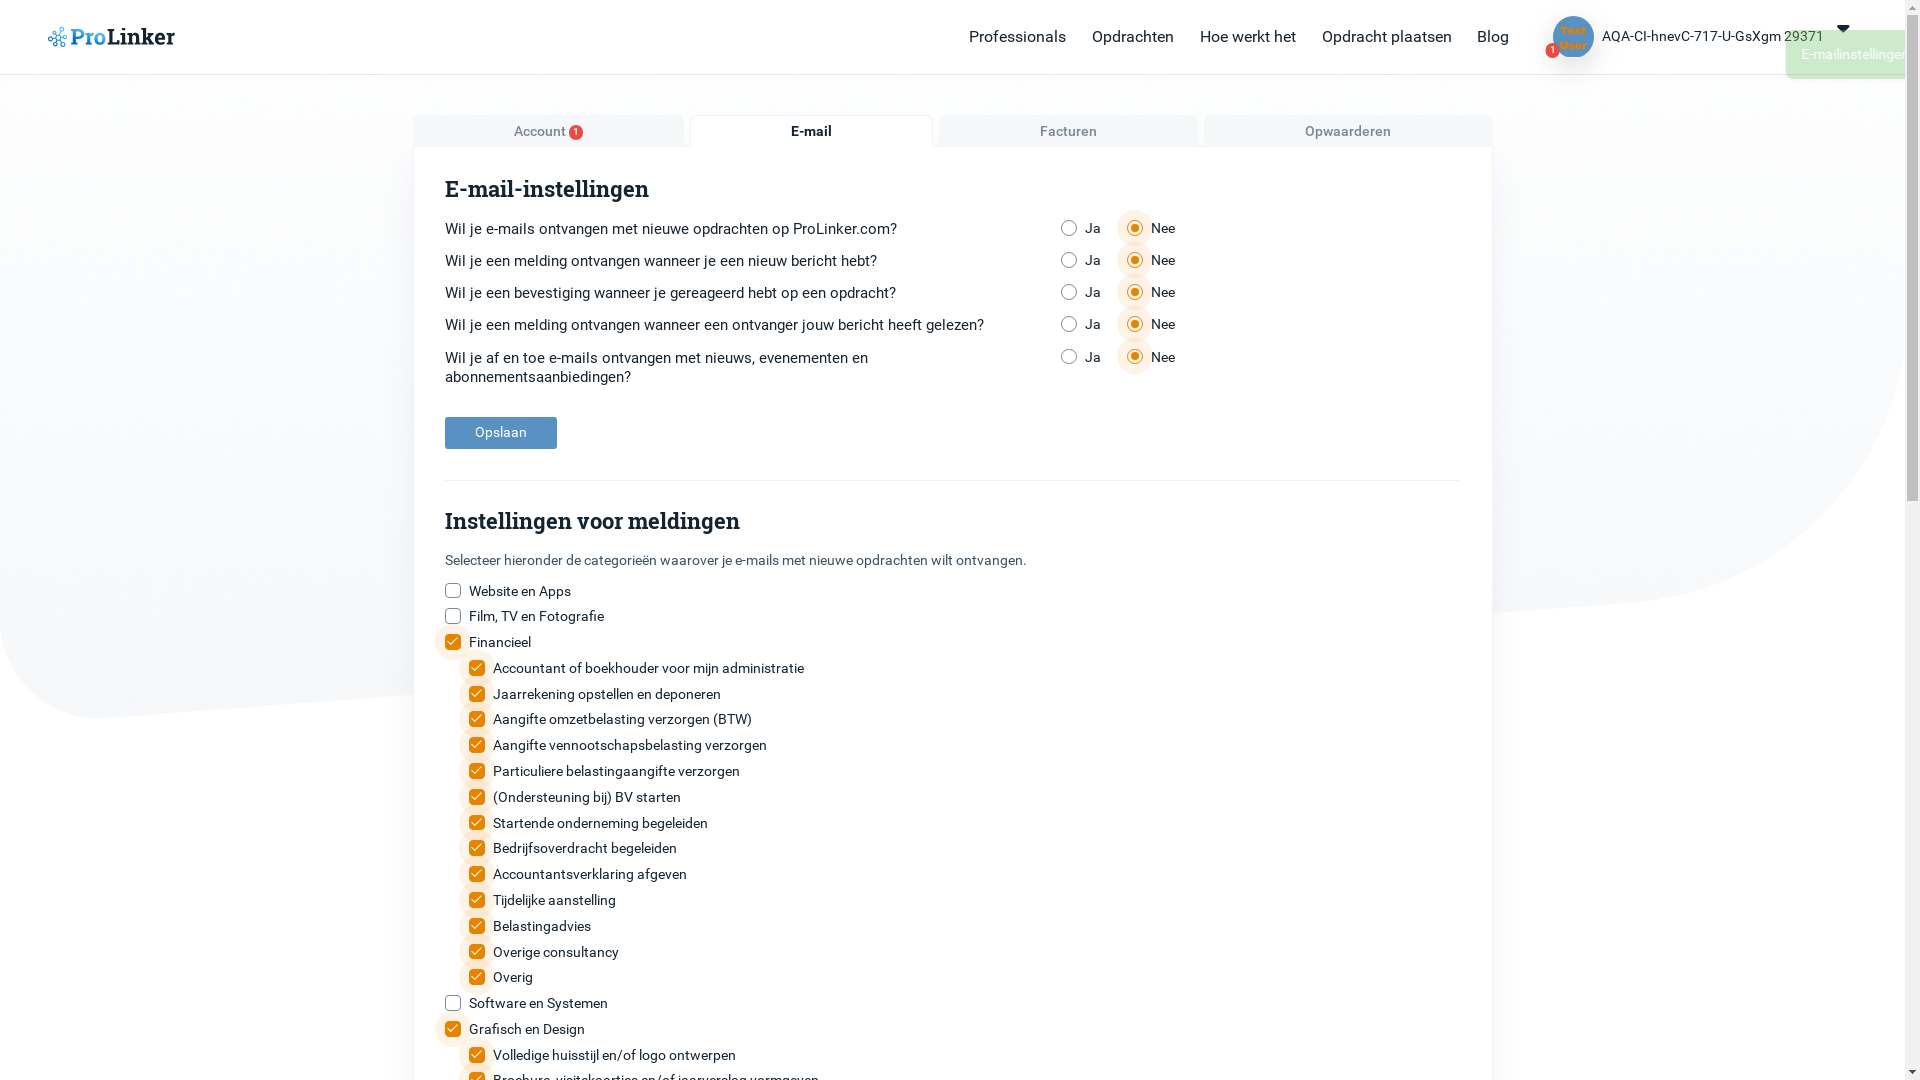 ProLinker
Professionals
Opdrachten
Hoe werkt het
Opdracht plaatsen
Blog
Test
User
1
AQA-CI-hnevC-717-U-GsXgm 29371
Account 1
E-mail
Facturen
Opwaarderen
E-mail-instellingen
Wil je e-mails ontvangen met nieuwe opdrachten op ProLinker.com? Ja Nee
Wil je een melding ontvangen wanneer je een nieuw bericht hebt? Ja Nee
Wil je een bevestiging wanneer je gereageerd hebt op een opdracht? Ja Nee
Wil je een melding ontvangen wanneer een ontvanger jouw bericht heeft gelezen? Ja Nee
Wil je af en toe e-mails ontvangen met nieuws, evenementen en Ja Nee
abonnementsaanbiedingen?
Opslaan
Instellingen voor meldingen
Selecteer hieronder de categorieën waarover je e-mails met nieuwe opdrachten wilt ontvangen.
Website en Apps
Film, TV en Fotografie
Financieel
Accountant of boekhouder voor mijn administratie
Jaarrekening opstellen en deponeren
Aangifte omzetbelasting verzorgen (BTW)
Aangifte vennootschapsbelasting verzorgen
Particuliere belastingaangifte verzorgen
(Ondersteuning bij) BV starten
Startende onderneming begeleiden
Bedrijfsoverdracht begeleiden
Accountantsverklaring afgeven
Tijdelijke aanstelling
Belastingadvies
Overige consultancy
Overig
Software en Systemen
Grafisch en Design
Volledige huisstijl en/of logo ontwerpen